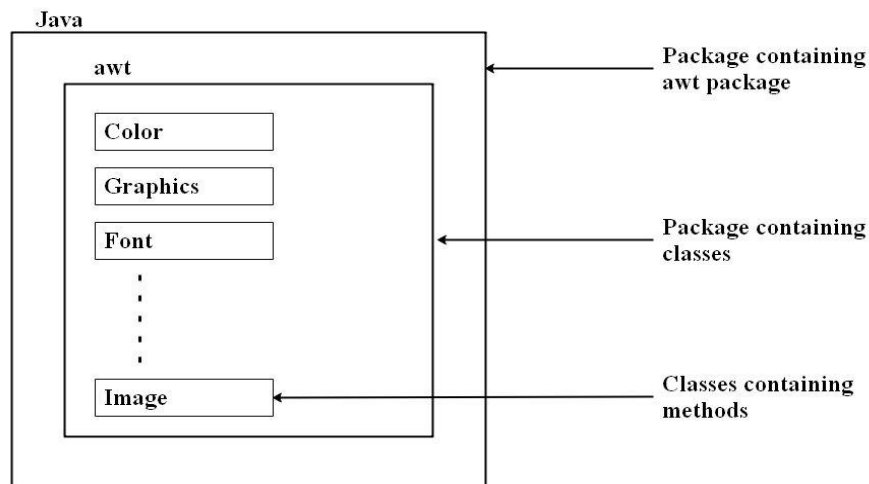 Java
Package containing
awt package
awt
Color
Graphics
Font
Package containing
classes
Image
Classes containing
methods